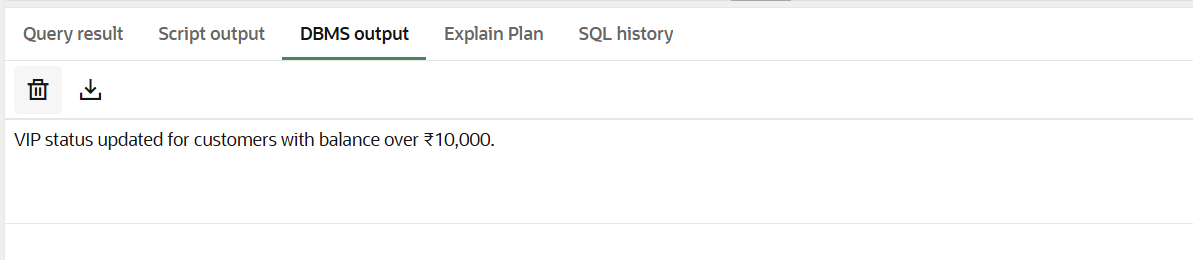 Query result Script output DBMS output Explain Plan SQL history
VIP status updated for customers with balance over ₹10,000.